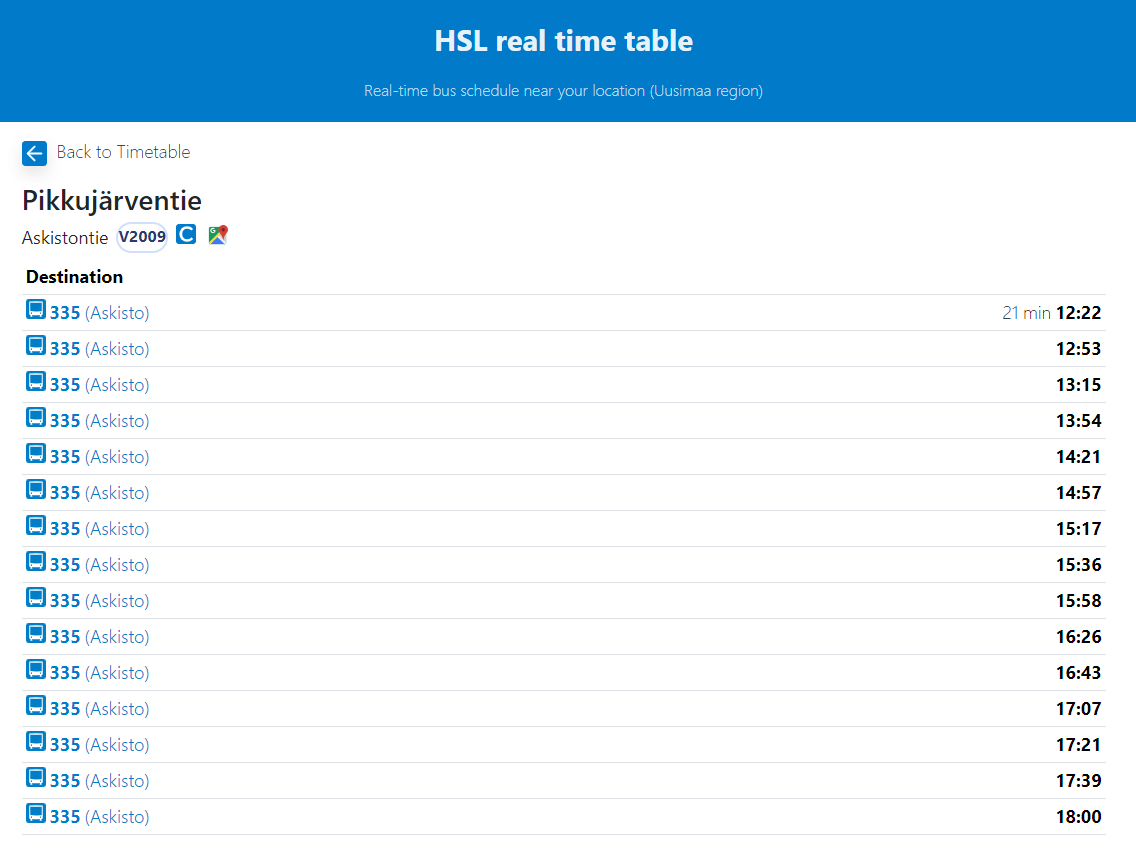 HSL real time table
Real-time bus schedule near your location (Uusimaa region)
Back to Timetable
Pikkujärventie
Askistontie V2009 C
Destination
335 (Askisto) 21 min 12:22
335 (Askisto) 12:53
335 (Askisto) 13:15
335 (Askisto) 13:54
335 (Askisto) 14:21
335 (Askisto) 14:57
335 (Askisto) 15:17
335 (Askisto) 15:36
335 (Askisto) 15:58
335 (Askisto) 16:26
335 (Askisto) 16:43
335 (Askisto) 17:07
335 (Askisto) 17:21
335 (Askisto) 17:39
335 (Askisto) 18:00